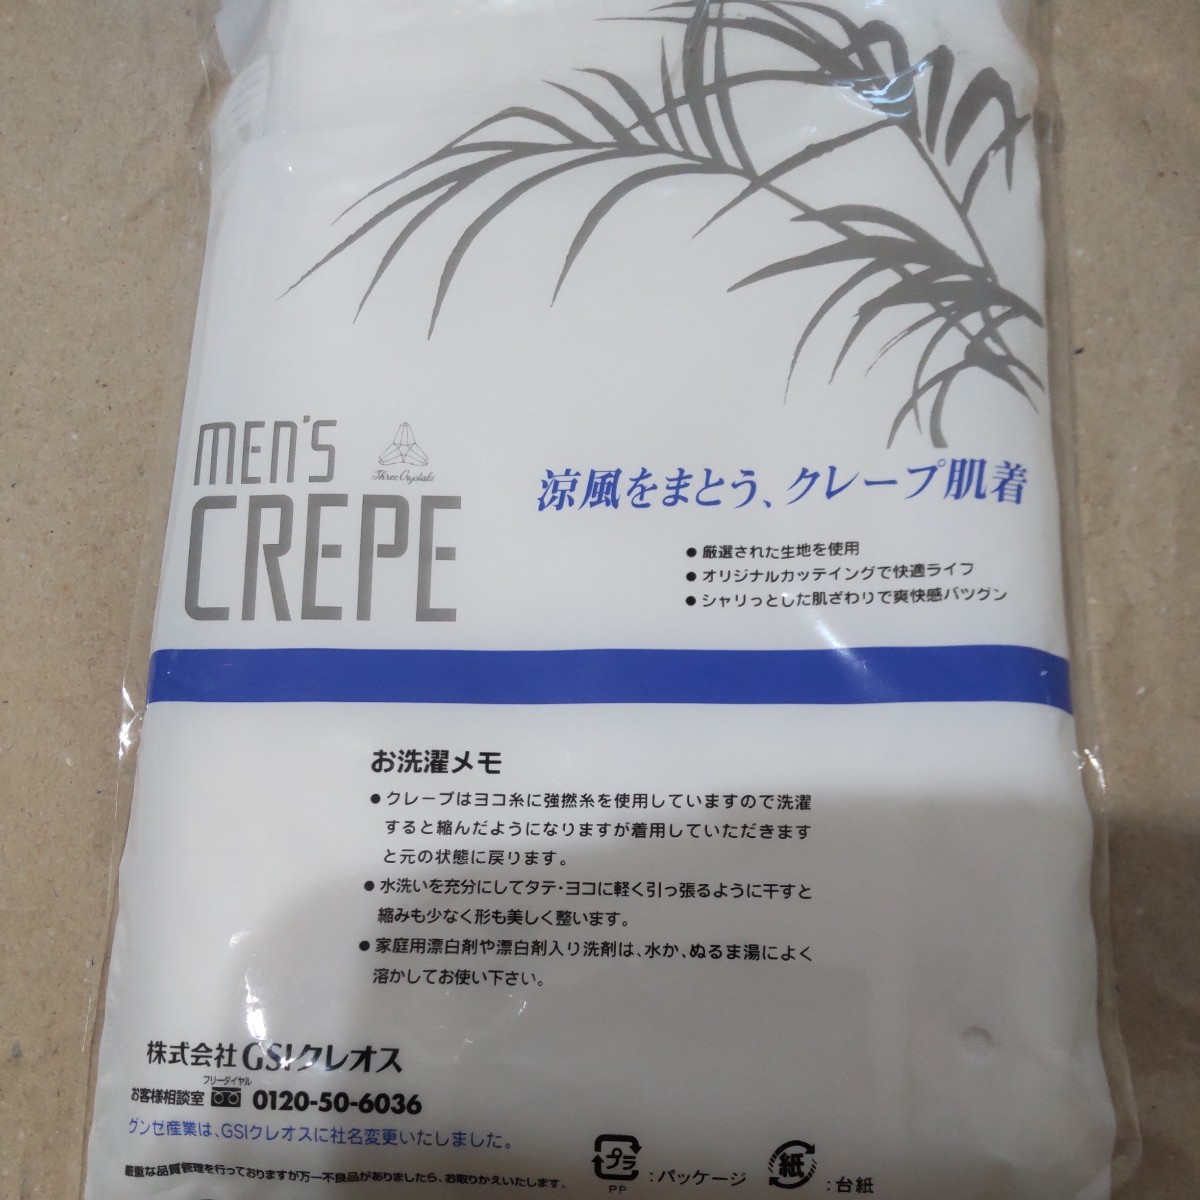 MEN'S
Three Crystals
CREPE
涼風をまとう、クレープ肌着
● 厳選された生地を使用
● オリジナルカッテイングで快適ライフ
● シャリっとした肌ざわりで爽快感バツグン
お洗濯メモ
● クレープはヨコ糸に強撚糸を使用していますので洗濯
すると縮んだようになりますが着用していただきます
と元の状態に戻ります。
● 水洗いを充分にしてタテ・ヨコに軽く引っ張るように干すと
縮みも少なく形も美しく整います。
● 家庭用漂白剤や漂白剤入り洗剤は、水か、ぬるま湯によく
溶かしてお使い下さい。
株式会社 GSIクレオス
フリーダイヤル
お客様相談室 0120-50-6036
グンゼ産業は、GSIクレオスに社名変更いたしました。
厳重な品質管理を行っておりますが万一不良品がありましたら、お取りかえいたします。
プラ :パッケージ
PP
紙 :台紙